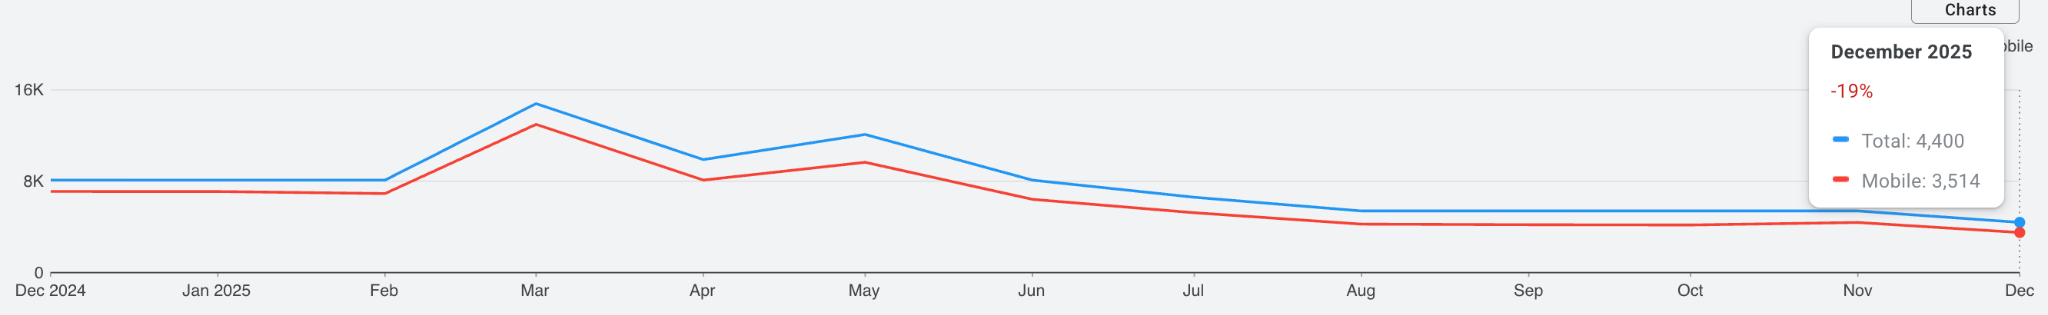 Charts
December 2025
-19%
Total: 4,400
Mobile: 3,514
16K
8K
0
Dec 2024 Jan 2025 Feb Mar Apr May Jun Jul Aug Sep Oct Nov Dec